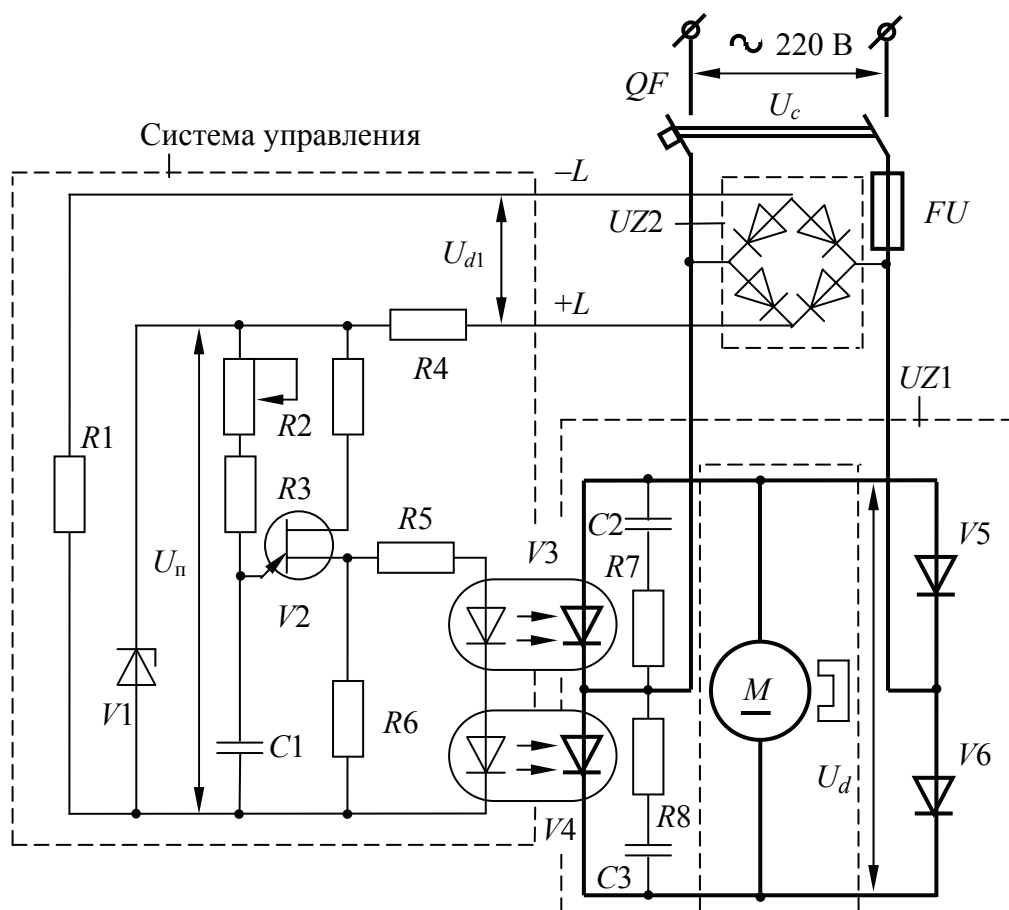 ∿ 220 В
QF
U_c
Система управления
–L
UZ2
FU
U_d1
+L
R4
UZ1
R2
R1
R3
R5
V3
C2
V5
U_п
R7
V2
V1
R6
M
C1
V6
U_d
R8
V4
C3